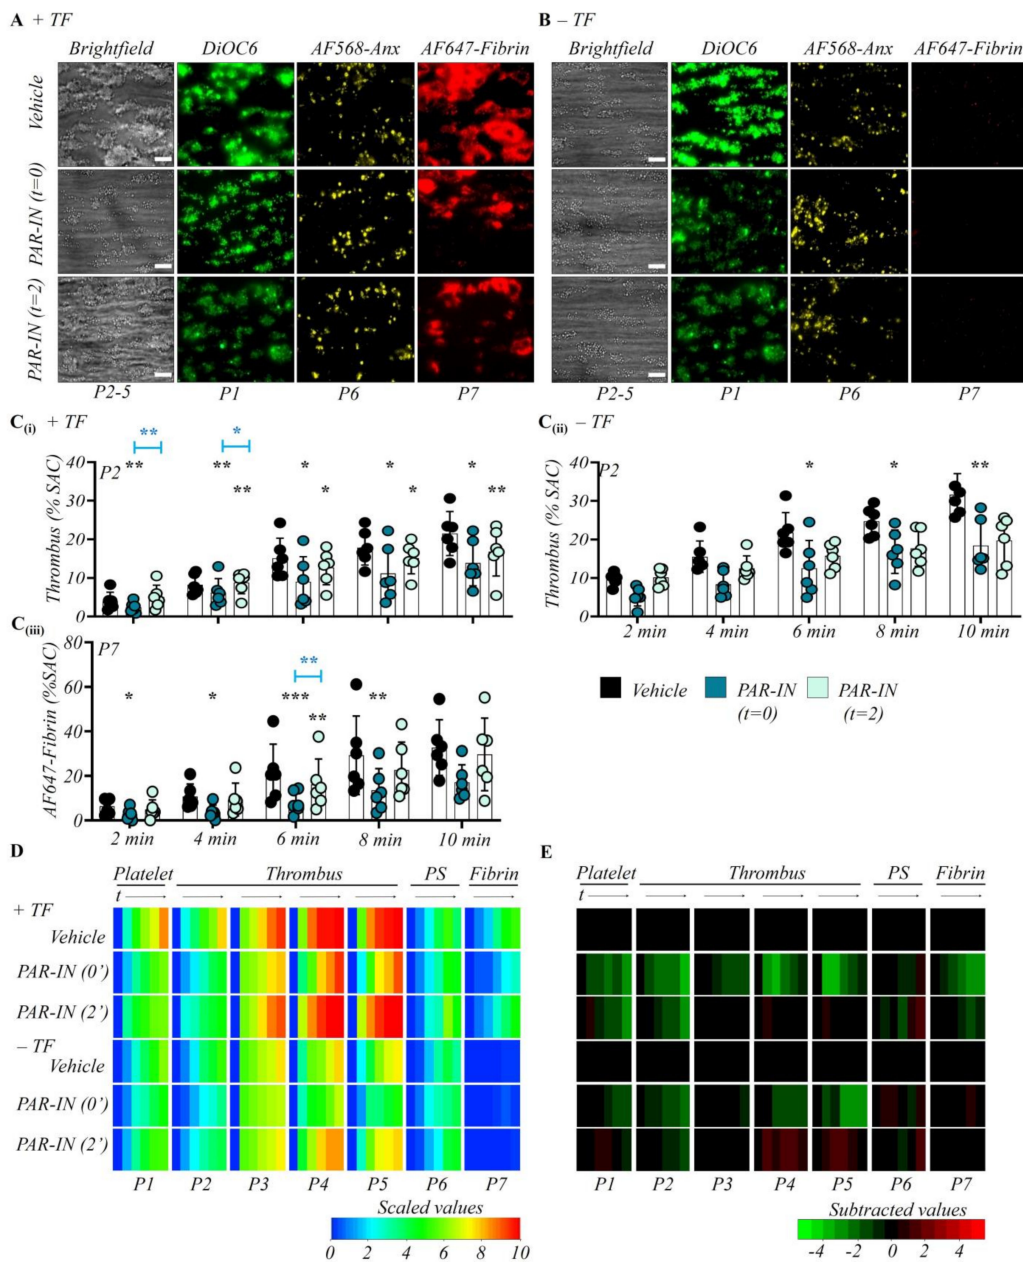 A + TF
B – TF
Brightfield DiOC6 AF568-Anx AF647-Fibrin
Brightfield DiOC6 AF568-Anx AF647-Fibrin
Vehicle
PAR-IN (t=0)
PAR-IN (t=2)
P2-5 P1 P6 P7
P2-5 P1 P6 P7
C(i) + TF
C(ii) – TF
** *
P2
** ** * * *
** * * **
Thrombus (% SAC)
40
30
20
10
0
P2
* * **
Thrombus (% SAC)
40
30
20
10
0
2 min 4 min 6 min 8 min 10 min
C(iii)
P7
**
* * *** **
**
AF647-Fibrin (%SAC)
80
60
40
20
0
2 min 4 min 6 min 8 min 10 min
Vehicle
PAR-IN (t=0)
PAR-IN (t=2)
D
Platelet Thrombus PS Fibrin
t
+ TF
Vehicle
PAR-IN (0’)
PAR-IN (2’)
– TF
Vehicle
PAR-IN (0’)
PAR-IN (2’)
P1 P2 P3 P4 P5 P6 P7
Scaled values
0 2 4 6 8 10
E
Platelet Thrombus PS Fibrin
t
P1 P2 P3 P4 P5 P6 P7
Subtracted values
-4 -2 0 2 4